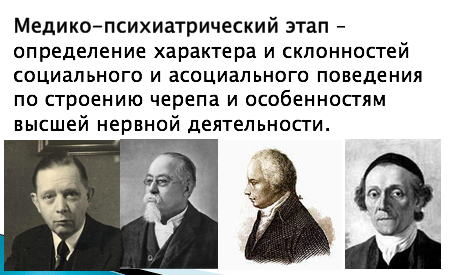 Медико-психиатрический этап –
определение характера и склонностей
социального и асоциального поведения
по строению черепа и особенностям
высшей нервной деятельности.